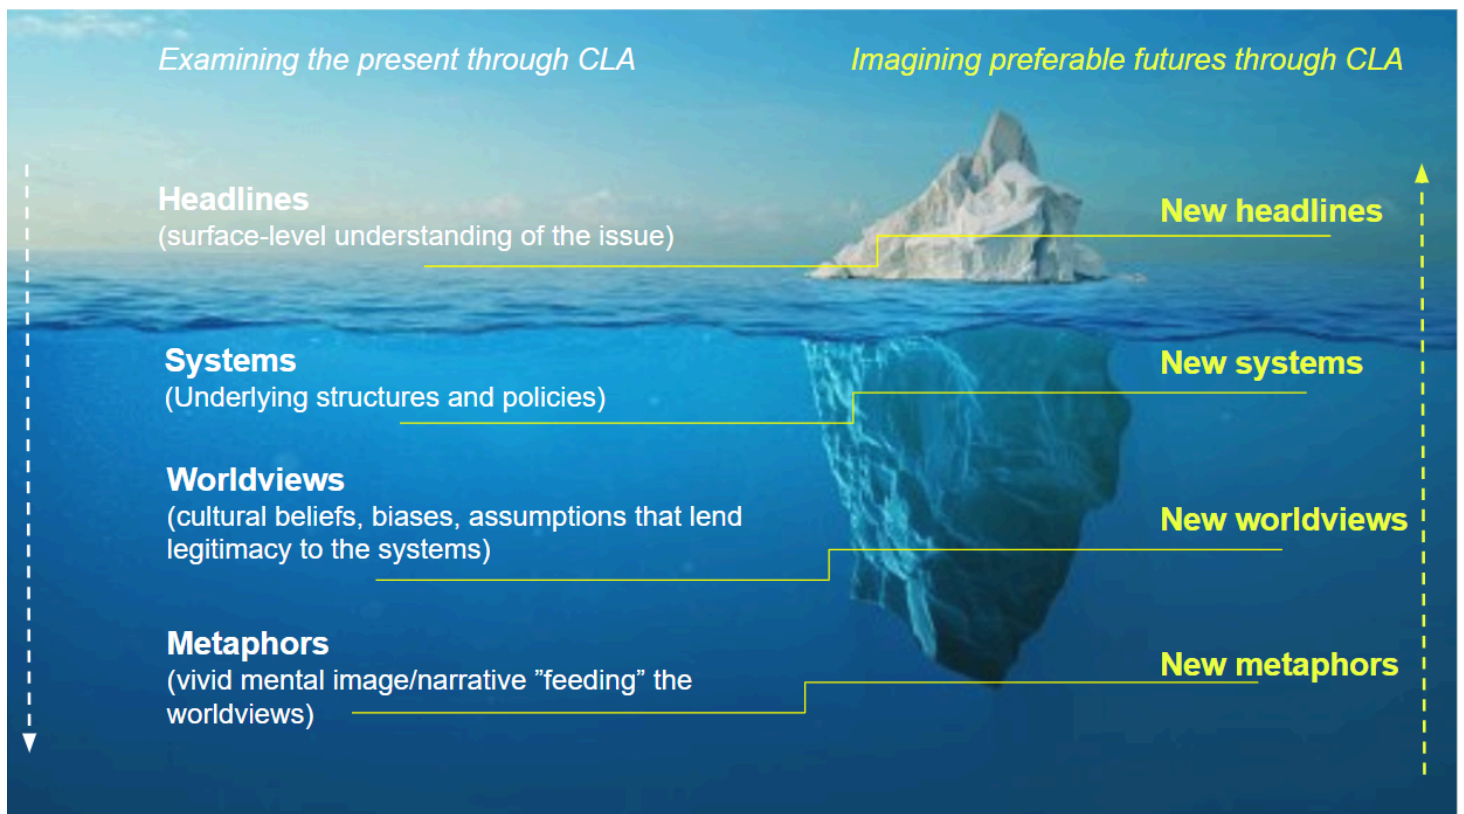 Examining the present through CLA
Imagining preferable futures through CLA
Headlines
(surface-level understanding of the issue)
New headlines
Systems
(Underlying structures and policies)
New systems
Worldviews
(cultural beliefs, biases, assumptions that lend
legitimacy to the systems)
New worldviews
Metaphors
(vivid mental image/narrative ”feeding” the
worldviews)
New metaphors